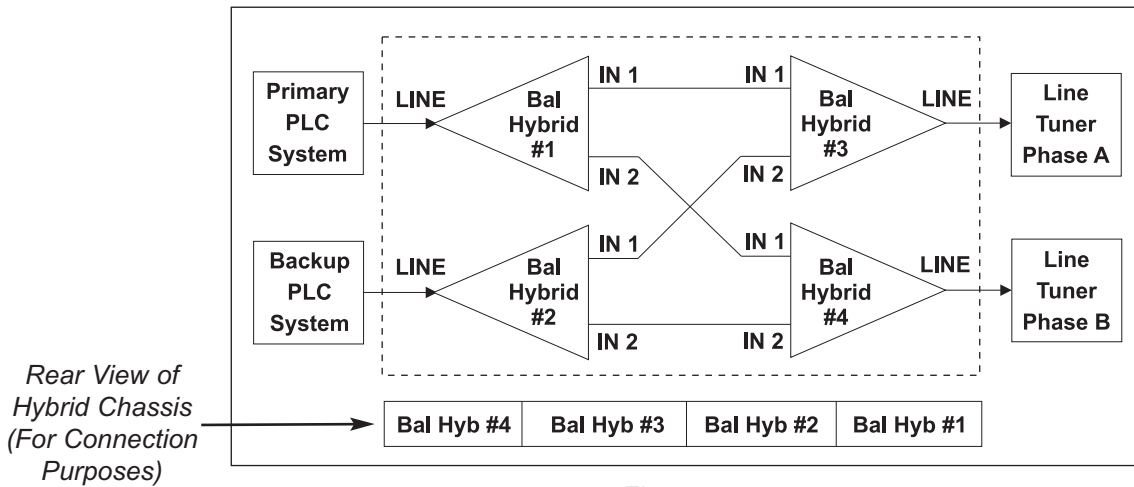 Primary
PLC
System
LINE
Bal
Hybrid
#1
IN 1
IN 2
IN 1
IN 2
Bal
Hybrid
#3
LINE
Line
Tuner
Phase A
Backup
PLC
System
LINE
Bal
Hybrid
#2
IN 1
IN 2
IN 1
IN 2
Bal
Hybrid
#4
LINE
Line
Tuner
Phase B
Rear View of
Hybrid Chassis
(For Connection
Purposes)
Bal Hyb #4
Bal Hyb #3
Bal Hyb #2
Bal Hyb #1